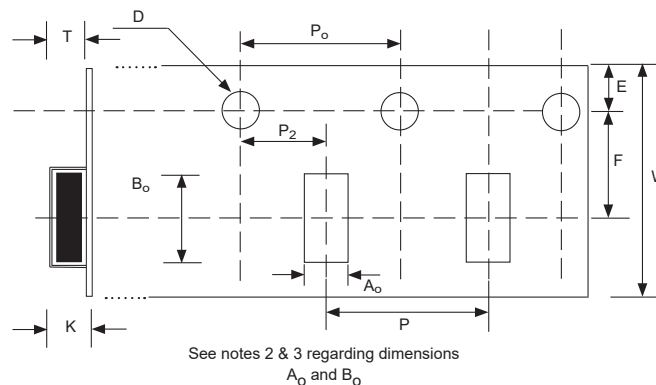 D
T
Po
E
P2
F
W
Bo
Ao
K
P
See notes 2 & 3 regarding dimensions
Ao and Bo